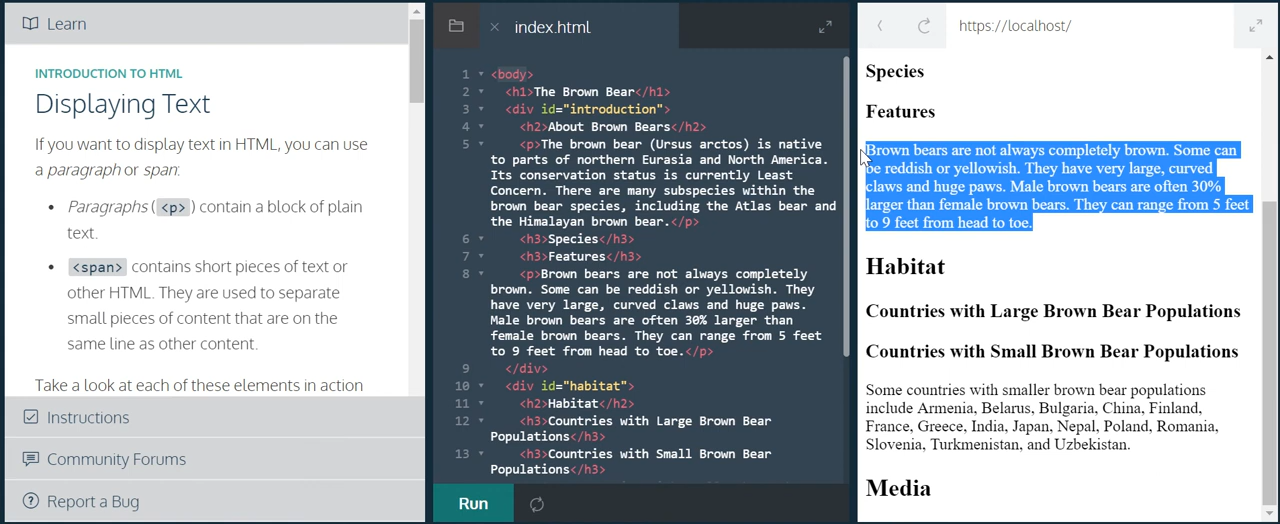 Learn
INTRODUCTION TO HTML
Displaying Text
If you want to display text in HTML, you can use
a paragraph or span:
• Paragraphs ( <p> ) contain a block of plain
text.
• <span> contains short pieces of text or
other HTML. They are used to separate
small pieces of content that are on the
same line as other content.
Take a look at each of these elements in action
Instructions
Community Forums
Report a Bug
index.html
1 <body>
2 <h1>The Brown Bear</h1>
3 <div id="introduction">
4 <h2>About Brown Bears</h2>
5 <p>The brown bear (Ursus arctos) is native
to parts of northern Eurasia and North America.
Its conservation status is currently Least
Concern. There are many subspecies within the
brown bear species, including the Atlas bear and
the Himalayan brown bear.</p>
6 <h3>Species</h3>
7 <h3>Features</h3>
8 <p>Brown bears are not always completely
brown. Some can be reddish or yellowish. They
have very large, curved claws and huge paws.
Male brown bears are often 30% larger than
female brown bears. They can range from 5 feet
to 9 feet from head to toe.</p>
9 </div>
10 <div id="habitat">
11 <h2>Habitat</h2>
12 <h3>Countries with Large Brown Bear
Populations</h3>
13 <h3>Countries with Small Brown Bear
Populations</h3>
Run
https://localhost/
Species
Features
Brown bears are not always completely brown. Some can
be reddish or yellowish. They have very large, curved
claws and huge paws. Male brown bears are often 30%
larger than female brown bears. They can range from 5 feet
to 9 feet from head to toe.
Habitat
Countries with Large Brown Bear Populations
Countries with Small Brown Bear Populations
Some countries with smaller brown bear populations
include Armenia, Belarus, Bulgaria, China, Finland,
France, Greece, India, Japan, Nepal, Poland, Romania,
Slovenia, Turkmenistan, and Uzbekistan.
Media